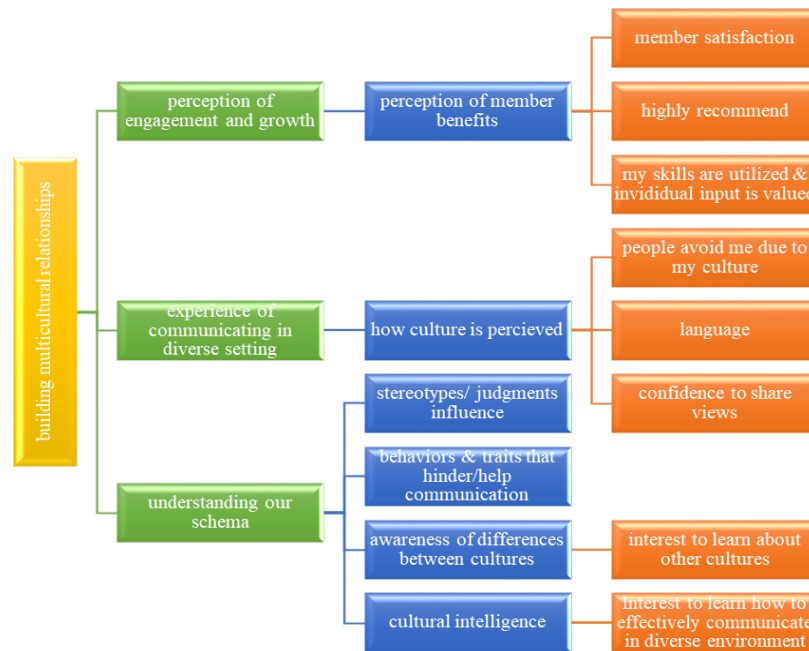 building multicultural relationships
perception of
engagement and growth
perception of member
benefits
member satisfaction
highly recommend
my skills are utilized &
invididual input is valued
experience of
communicating in
diverse setting
how culture is percieved
people avoid me due to
my culture
language
confidence to share
views
understanding our
schema
stereotypes/ judgments
influence
behaviors & traits that
hinder/help
communication
awareness of differences
between cultures
interest to learn about
other cultures
cultural intelligence
Interest to learn how to
effectively communicate
in diverse environment